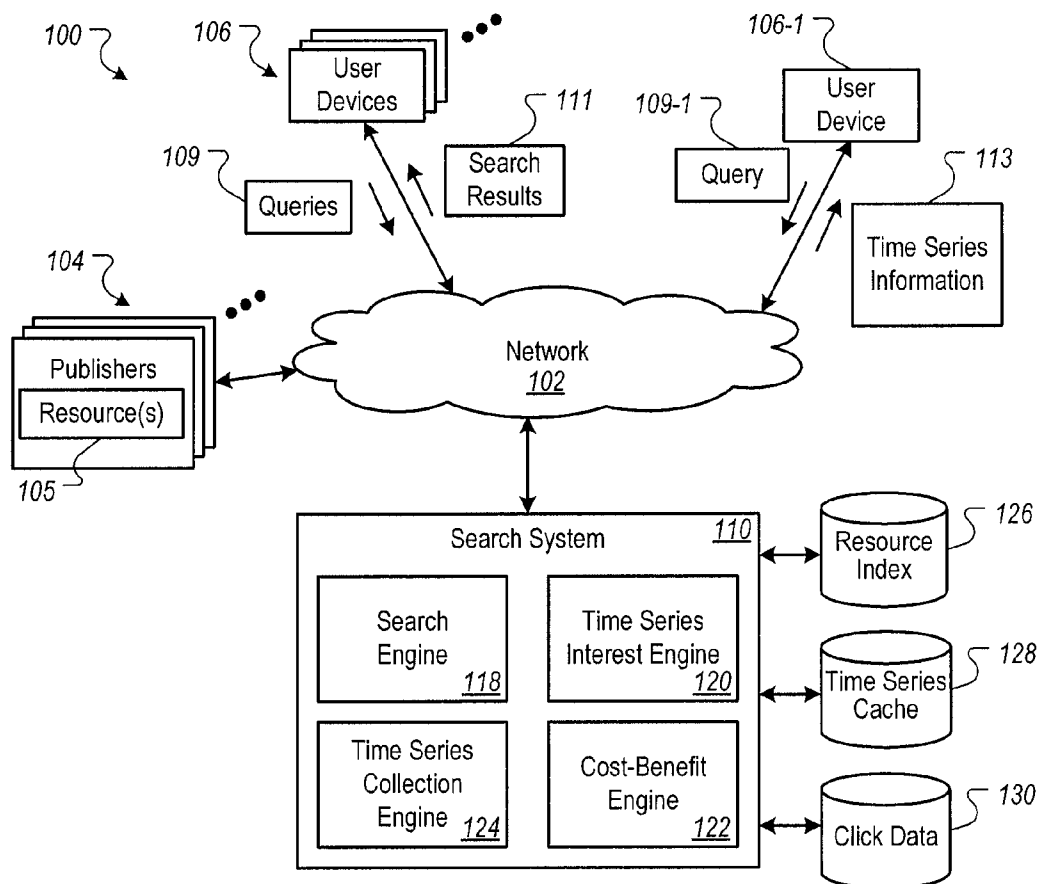 100
106
User
Devices
106-1
User
Device
109
Queries
111
Search
Results
109-1
Query
113
Time Series
Information
104
Publishers
Resource(s)
105
Network
102
Search System
110
Search
Engine
118
Time Series
Interest Engine
120
Time Series
Collection
Engine
124
Cost-Benefit
Engine
122
Resource
Index
126
Time Series
Cache
128
Click Data
130